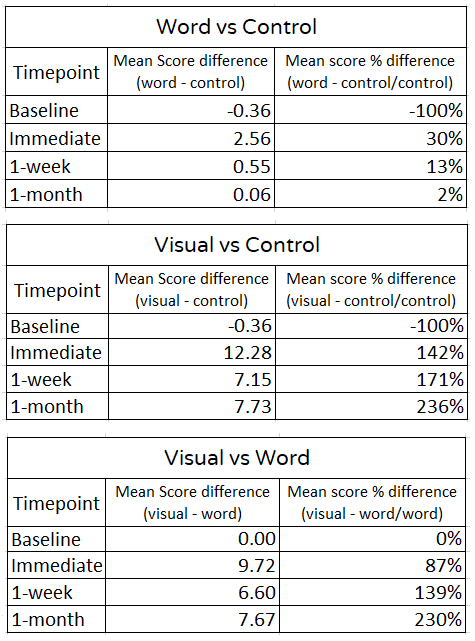 Word vs Control
Timepoint Mean Score difference (word - control) Mean score % difference (word - control/control)
Baseline -0.36 -100%
Immediate 2.56 30%
1-week 0.55 13%
1-month 0.06 2%
Visual vs Control
Timepoint Mean Score difference (visual - control) Mean score % difference (visual - control/control)
Baseline -0.36 -100%
Immediate 12.28 142%
1-week 7.15 171%
1-month 7.73 236%
Visual vs Word
Timepoint Mean Score difference (visual - word) Mean score % difference (visual - word/word)
Baseline 0.00 0%
Immediate 9.72 87%
1-week 6.60 139%
1-month 7.67 230%